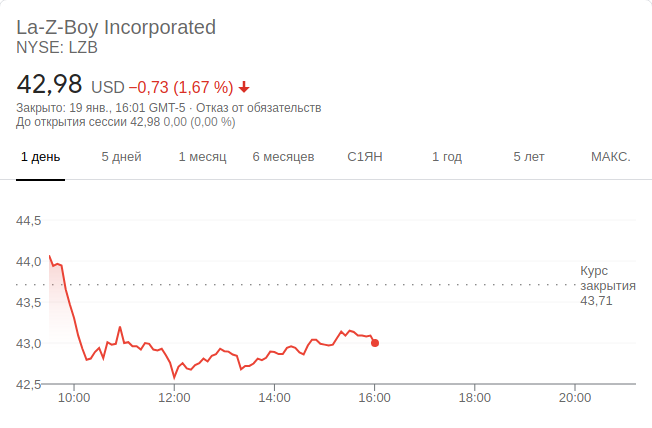 La-Z-Boy Incorporated
NYSE: LZB
42,98 USD −0,73 (1,67 %)
Закрыто: 19 янв., 16:01 GMT-5 · Отказ от обязательств
До открытия сессии 42,98 0,00 (0,00 %)
1 день 5 дней 1 месяц 6 месяцев С1ЯН 1 год 5 лет МАКС.
44,5
44,0
Курс
закрытия
43,71
43,5
43,0
42,5
10:00 12:00 14:00 16:00 18:00 20:00